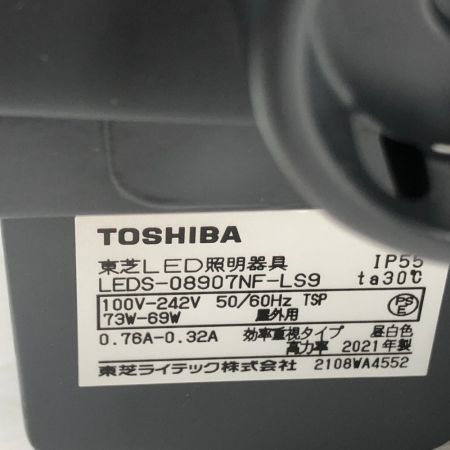 TOSHIBA
東芝LED照明器具 IP55
LEDS-08907NF-LS9 ta30℃
100V-242V 50/60Hz TSP
73W-69W 屋外用
PS E
0.76A-0.32A 効率重視タイプ 昼白色
高力率 2021年製
東芝ライテック株式会社 2108WA4552